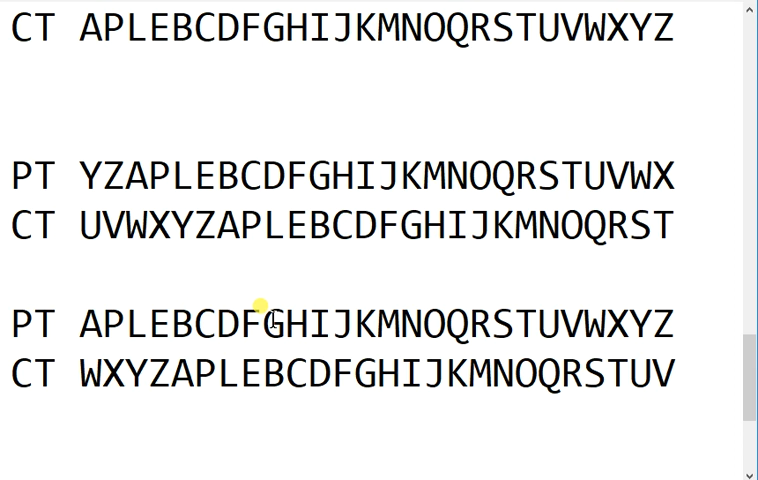 CT APLEBCDFGHIJKMNOQRSTUVWXYZ
PT YZAPLEBCDFGHIJKMNOQRSTUVWX
CT UVWXYZAPLEBCDFGHIJKMNOQRST
PT APLEBCDFGHIJKMNOQRSTUVWXYZ
CT WXYZAPLEBCDFGHIJKMNOQRSTUV